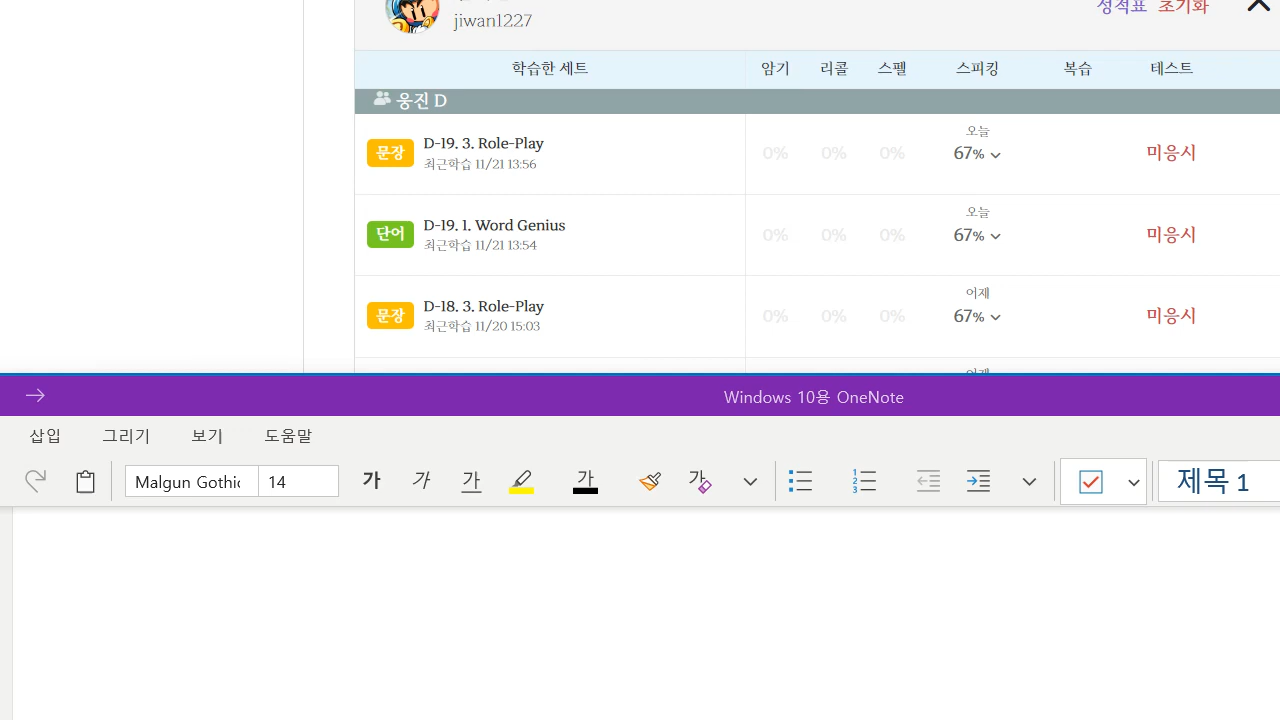 성적표 초기화
jiwan1227
학습한 세트 암기 리콜 스펠 스피킹 복습 테스트
웅진 D
오늘
문장 D-19. 3. Role-Play 0% 0% 0% 67% 미응시
최근학습 11/21 13:56
오늘
단어 D-19. 1. Word Genius 0% 0% 0% 67% 미응시
최근학습 11/21 13:54
어제
문장 D-18. 3. Role-Play 0% 0% 0% 67% 미응시
최근학습 11/20 15:03
어제
Windows 10용 OneNote
삽입 그리기 보기 도움말
Malgun Gothic 14 가 가 가 가 가 제목 1